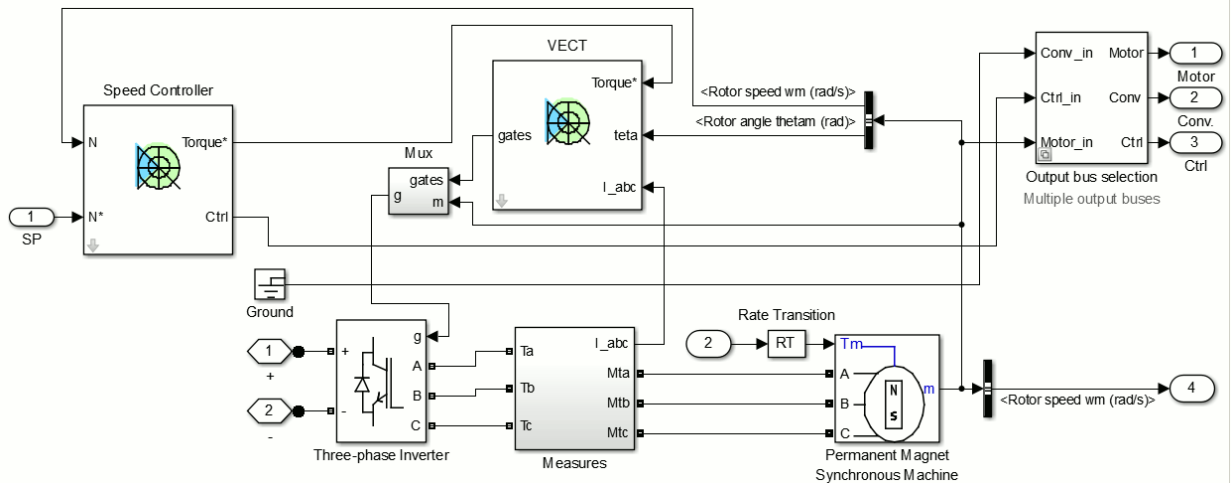 VECT
Speed Controller
N
Torque*
N*
Ctrl
1
SP
Mux
gates
g
m
Torque*
gates
teta
I_abc
<Rotor speed wm (rad/s)>
<Rotor angle thetam (rad)>
Conv_in
Motor
Ctrl_in
Conv
Motor_in
Ctrl
Output bus selection
Multiple output buses
1
Motor
2
Conv.
3
Ctrl
Ground
1
+
2
-
g
+
A
B
-
C
Three-phase Inverter
Ta
I_abc
Tb
Mta
Mtb
Tc
Mtc
Measures
Rate Transition
2
RT
Tm
A
B
C
N
S
m
Permanent Magnet
Synchronous Machine
<Rotor speed wm (rad/s)>
4